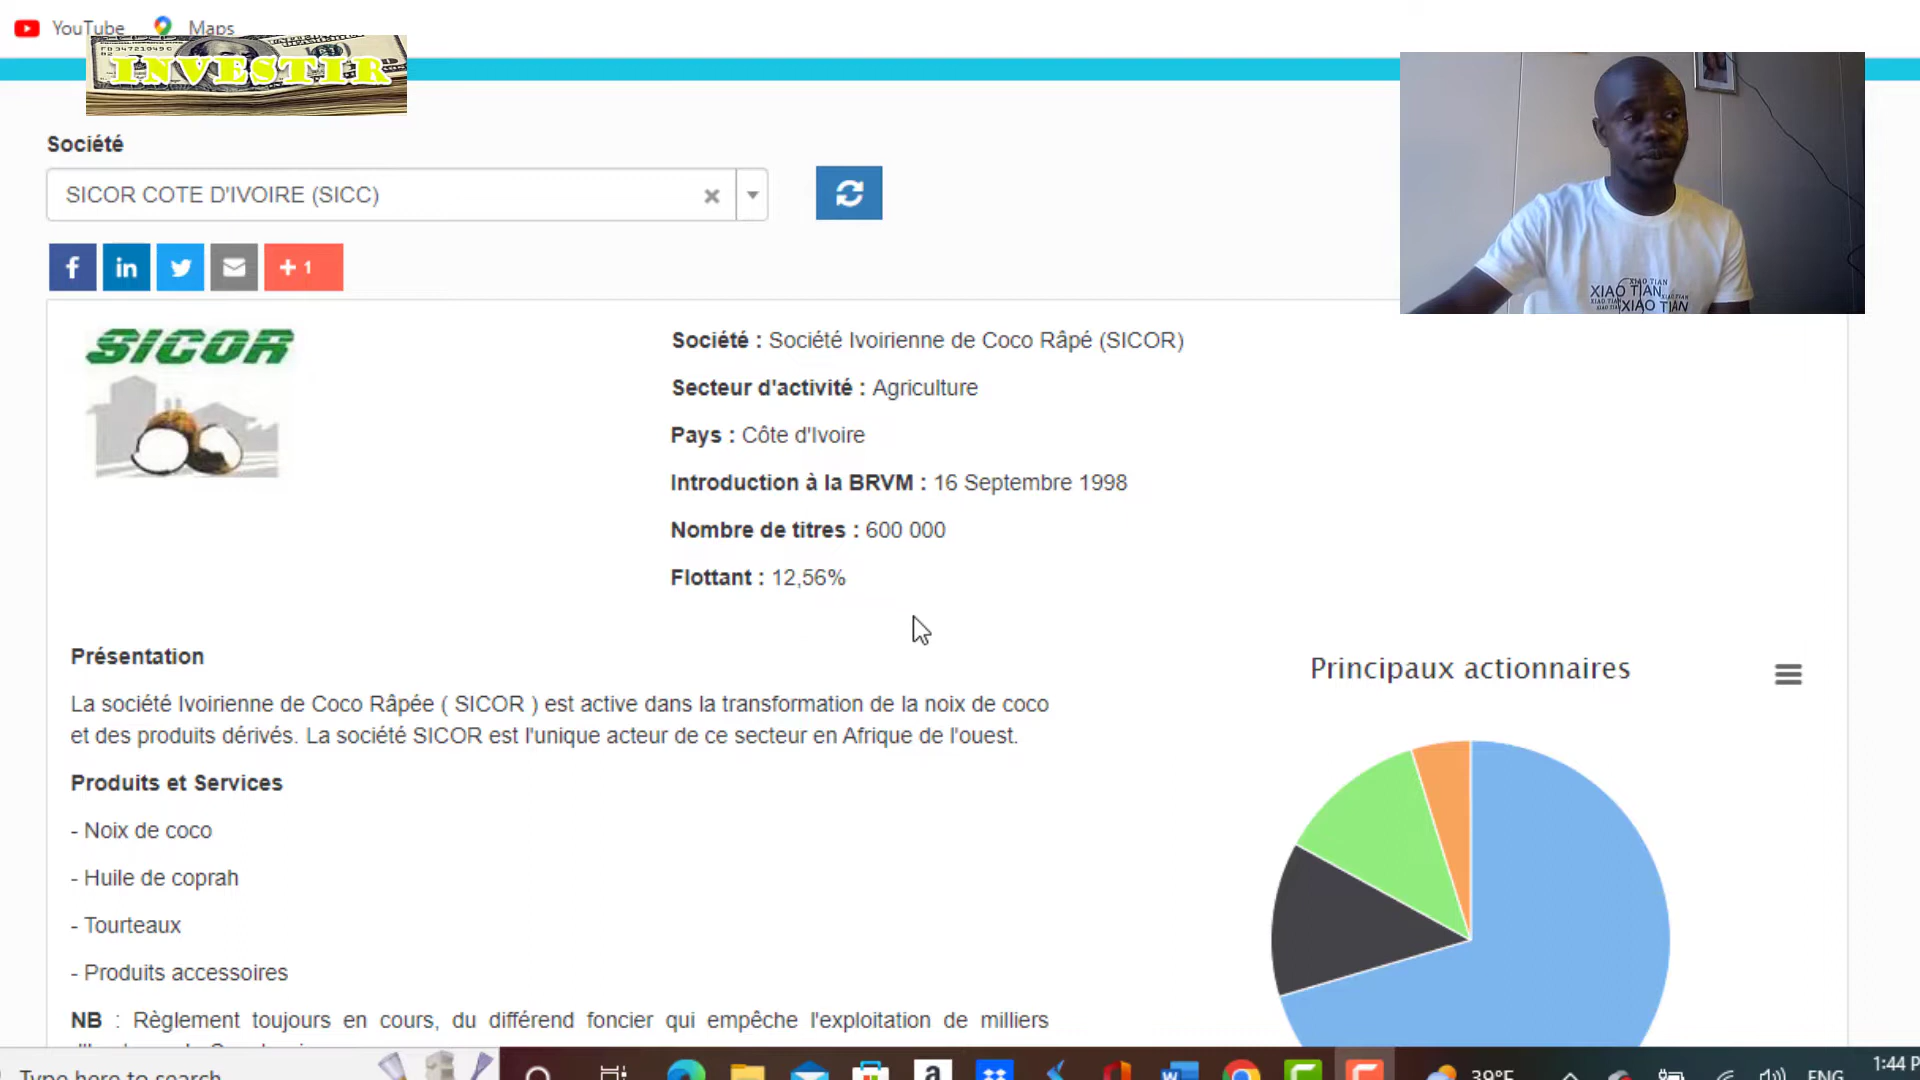 YouTube Maps
INVESTIR
Société
SICOR COTE D'IVOIRE (SICC)
+ 1
SICOR
Société : Société Ivoirienne de Coco Râpé (SICOR)
Secteur d'activité : Agriculture
Pays : Côte d'Ivoire
Introduction à la BRVM : 16 Septembre 1998
Nombre de titres : 600 000
Flottant : 12,56%
XIAO TIAN
XIAO TIAN
XIAO TIAN
Présentation
La société Ivoirienne de Coco Râpée ( SICOR ) est active dans la transformation de la noix de coco
et des produits dérivés. La société SICOR est l'unique acteur de ce secteur en Afrique de l'ouest.
Produits et Services
- Noix de coco
- Huile de coprah
- Tourteaux
- Produits accessoires
NB : Règlement toujours en cours, du différend foncier qui empêche l'exploitation de milliers
Principaux actionnaires
Type here to search
39°F
ENG
1:44 P